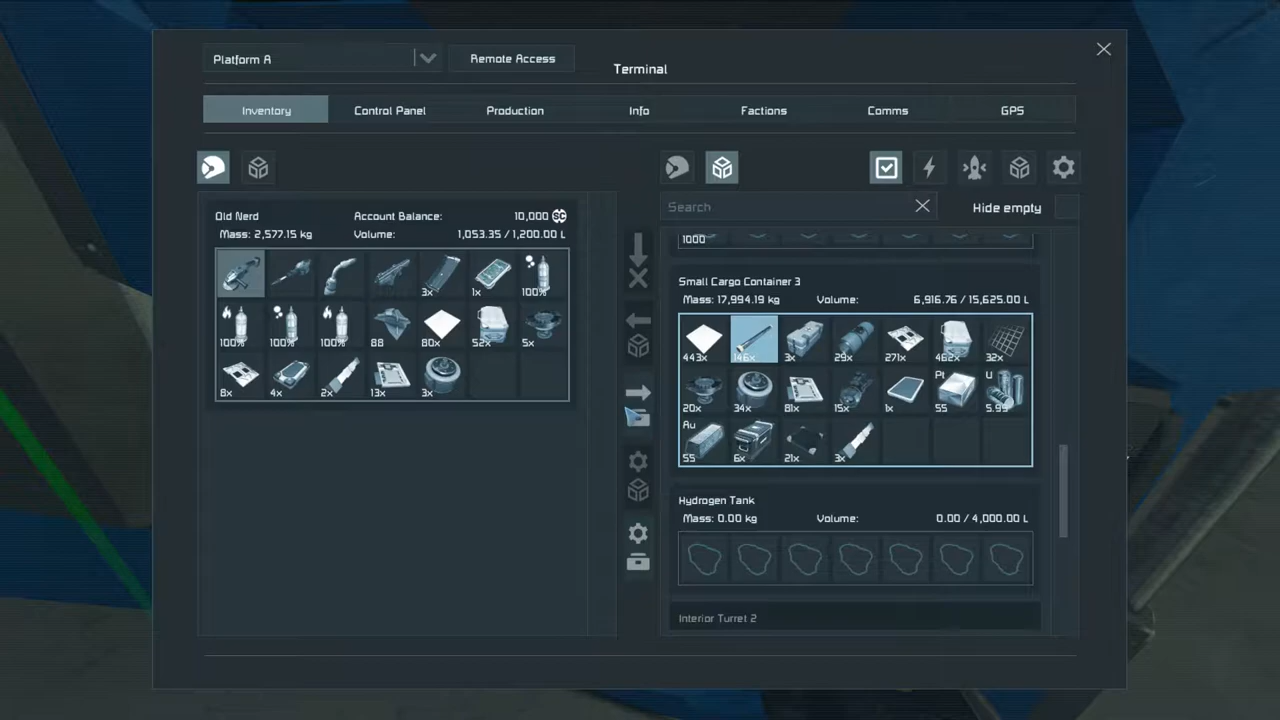 Platform A
Remote Access
Terminal
Inventory
Control Panel
Production
Info
Factions
Comms
GPS
Old Nerd
Account Balance:
10,000 SC
Mass: 2,577.15 kg
Volume:
1,053.35 / 1,200.00 L
3x
1x
100%
100%
100%
100%
88
80x
52x
5x
8x
4x
2x
13x
3x
Search
Hide empty
1000
Small Cargo Container 3
Mass: 17,994.19 kg
Volume:
6,916.76 / 15,625.00 L
443x
146x
3x
29x
271x
462x
32x
20x
34x
81x
15x
1x
Pt
55
U
5.99
Au
55
6x
21x
3x
Hydrogen Tank
Mass: 0.00 kg
Volume:
0.00 / 4,000.00 L
Interior Turret 2